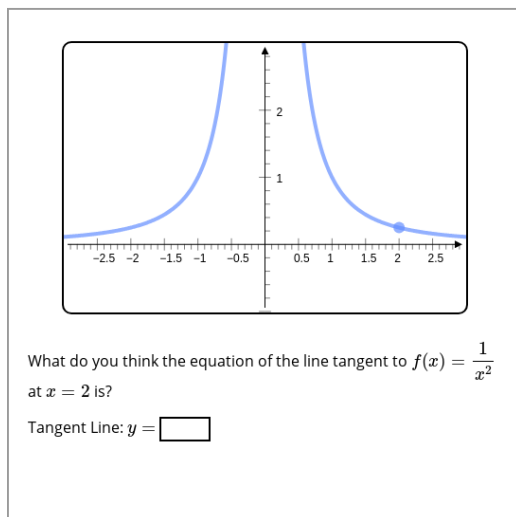 2
1
−2.5 −2 −1.5 −1 −0.5 0.5 1 1.5 2 2.5
What do you think the equation of the line tangent to f(x) = 1/x²
at x = 2 is?
Tangent Line: y =